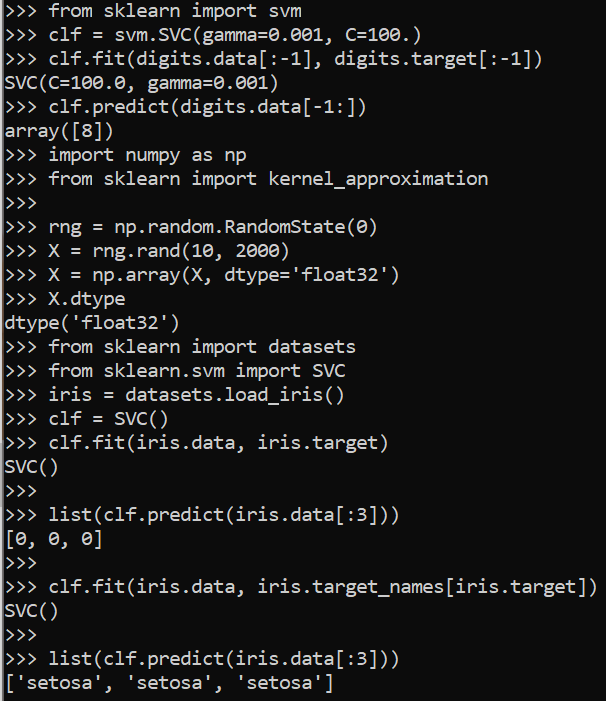 >>> from sklearn import svm
>>> clf = svm.SVC(gamma=0.001, C=100.)
>>> clf.fit(digits.data[:-1], digits.target[:-1])
SVC(C=100.0, gamma=0.001)
>>> clf.predict(digits.data[-1:])
array([8])
>>> import numpy as np
>>> from sklearn import kernel_approximation
>>>
>>> rng = np.random.RandomState(0)
>>> X = rng.rand(10, 2000)
>>> X = np.array(X, dtype='float32')
>>> X.dtype
dtype('float32')
>>> from sklearn import datasets
>>> from sklearn.svm import SVC
>>> iris = datasets.load_iris()
>>> clf = SVC()
>>> clf.fit(iris.data, iris.target)
SVC()
>>>
>>> list(clf.predict(iris.data[:3]))
[0, 0, 0]
>>>
>>> clf.fit(iris.data, iris.target_names[iris.target])
SVC()
>>>
>>> list(clf.predict(iris.data[:3]))
['setosa', 'setosa', 'setosa']